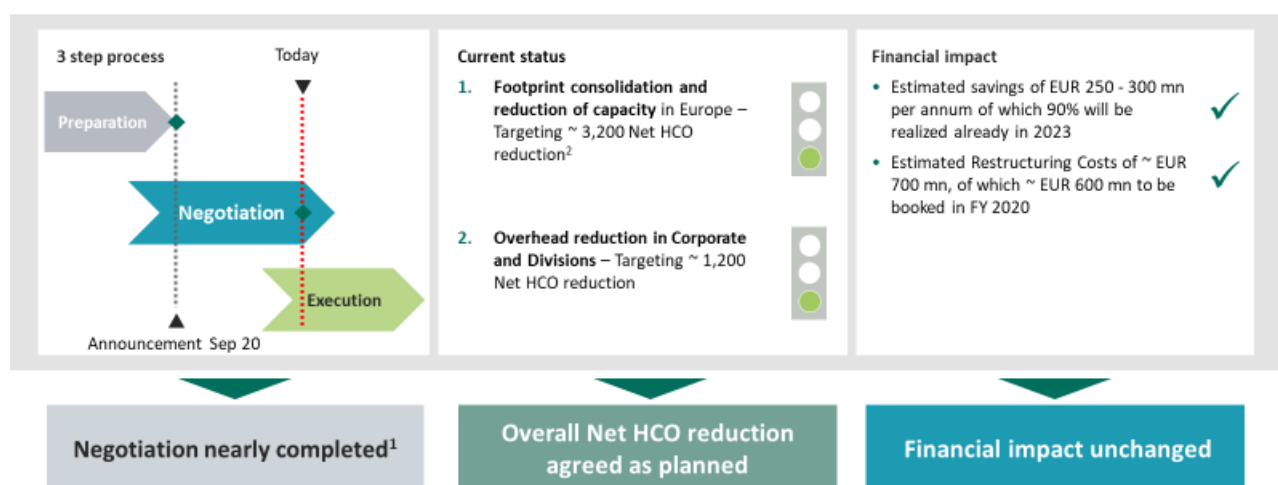 3 step process
Today
Preparation
Negotiation
Execution
Announcement Sep 20
Current status
1. Footprint consolidation and
reduction of capacity in Europe –
Targeting ~ 3,200 Net HCO
reduction²
2. Overhead reduction in Corporate
and Divisions – Targeting ~ 1,200
Net HCO reduction
Financial impact
• Estimated savings of EUR 250 - 300 mn
per annum of which 90% will be
realized already in 2023
• Estimated Restructuring Costs of ~ EUR
700 mn, of which ~ EUR 600 mn to be
booked in FY 2020
Negotiation nearly completed¹
Overall Net HCO reduction
agreed as planned
Financial impact unchanged